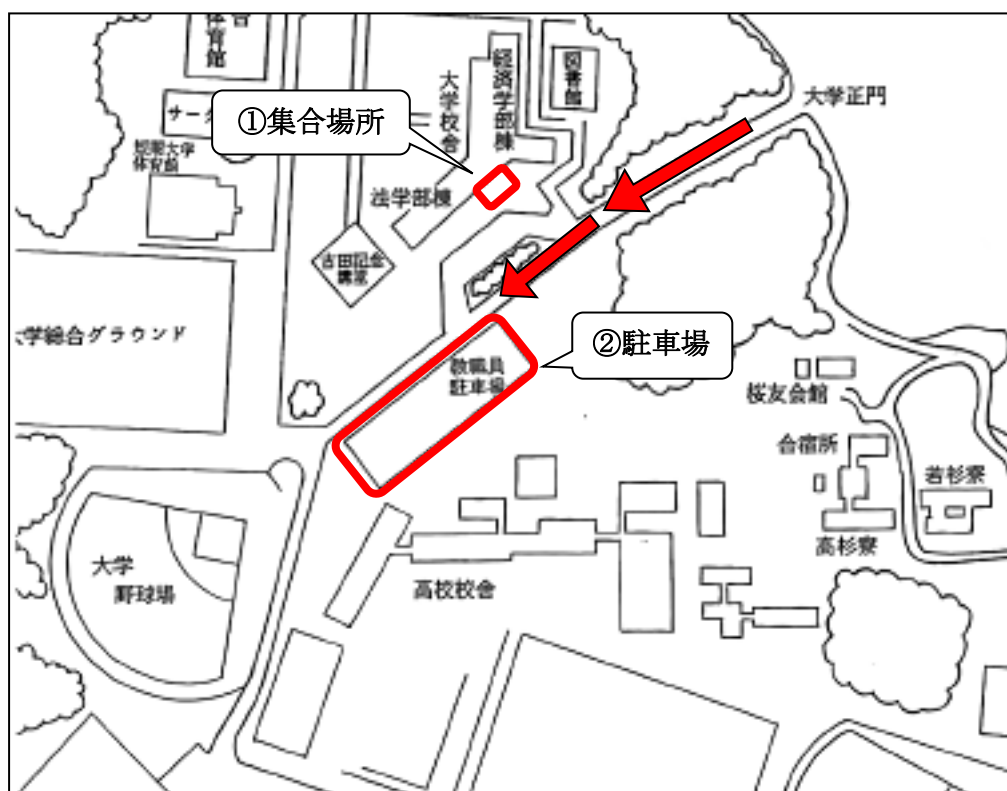 体育館
経済学部棟
図書館
大学校舎
大学正門
サーク
①集合場所
短期大学
体育館
法学部棟
吉田記念
講堂
学総合グラウンド
②駐車場
教職員
駐車場
桜友会館
合宿所
若杉寮
高杉寮
大学
野球場
高校校舎